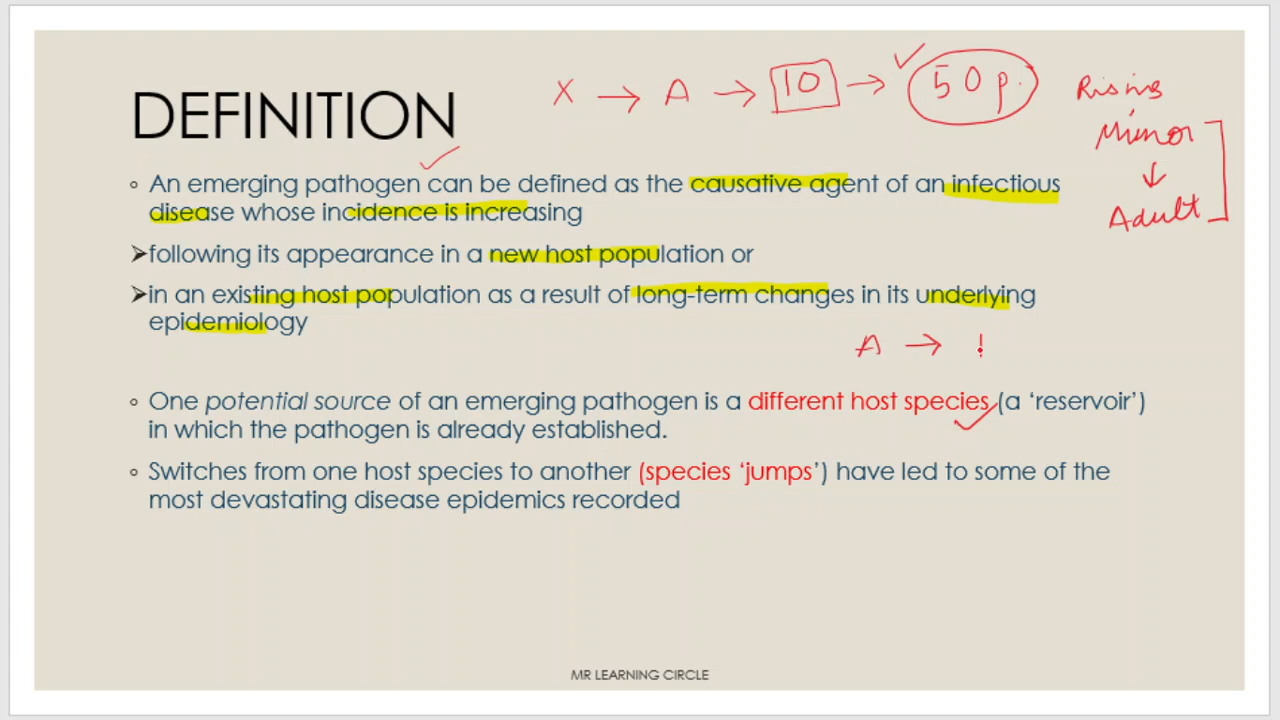 X → A → 10 → 50 p.
Rising
Minor
↓
Adult
DEFINITION
◦ An emerging pathogen can be defined as the causative agent of an infectious
disease whose incidence is increasing
➢following its appearance in a new host population or
➢in an existing host population as a result of long-term changes in its underlying
epidemiology
A →
◦ One potential source of an emerging pathogen is a different host species (a ‘reservoir’)
in which the pathogen is already established.
◦ Switches from one host species to another (species ‘jumps’) have led to some of the
most devastating disease epidemics recorded
MR LEARNING CIRCLE